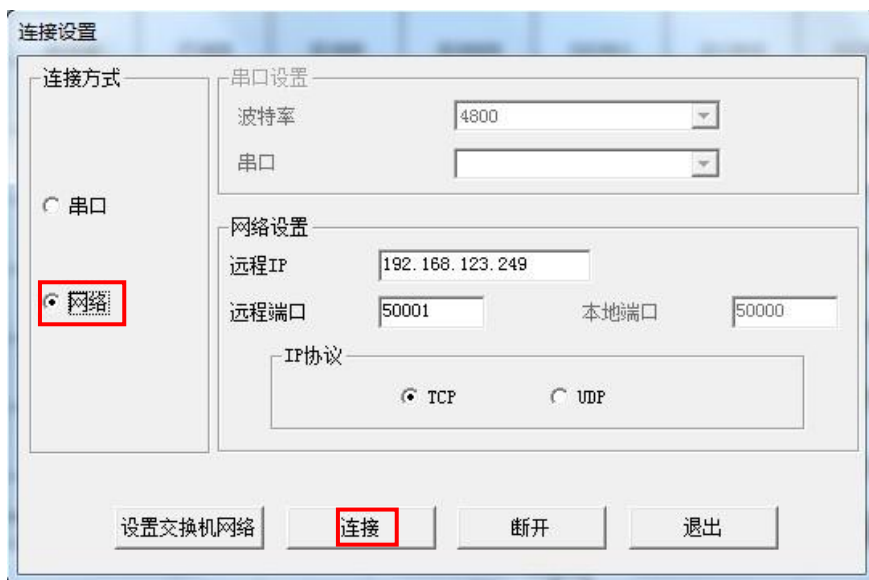 连接设置
连接方式
串口
网络
串口设置
波特率 4800
串口
网络设置
远程IP 192.168.123.249
远程端口 50001 本地端口 50000
IP协议
TCP UDP
设置交换机网络 连接 断开 退出